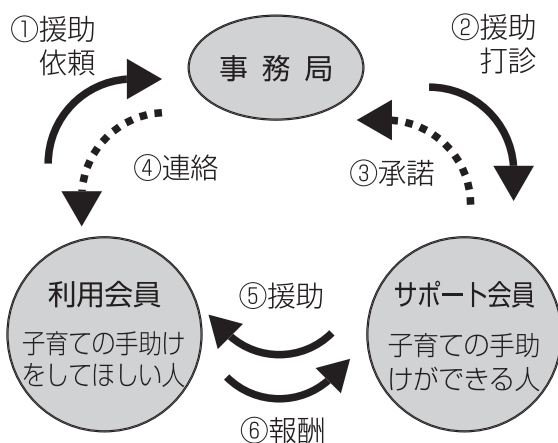 ①援助
依頼
事務局
②援助
打診
④連絡
③承諾
利用会員
子育ての手助け
をしてほしい人
⑤援助
サポート会員
子育ての手助
けができる人
⑥報酬